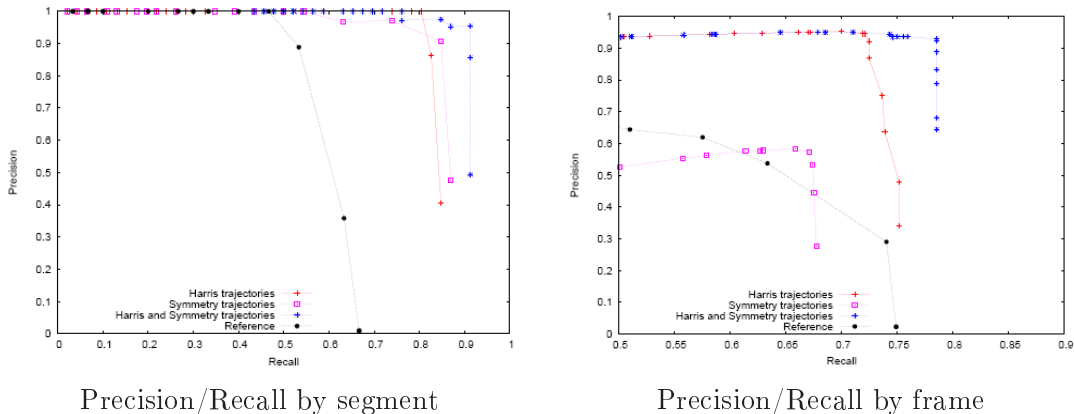 1
0.9
0.8
0.7
0.6
0.5
0.4
0.3
0.2
0.1
0
Precision
Harris trajectories
Symmetry trajectories
Harris and Symmetry trajectories
Reference
0 0.1 0.2 0.3 0.4 0.5 0.6 0.7 0.8 0.9 1
Recall
Precision/Recall by segment
1
0.9
0.8
0.7
0.6
0.5
0.4
0.3
0.2
0.1
0
Precision
Harris trajectories
Symmetry trajectories
Harris and Symmetry trajectories
Reference
0.5 0.55 0.6 0.65 0.7 0.75 0.8 0.85 0.9
Recall
Precision/Recall by frame